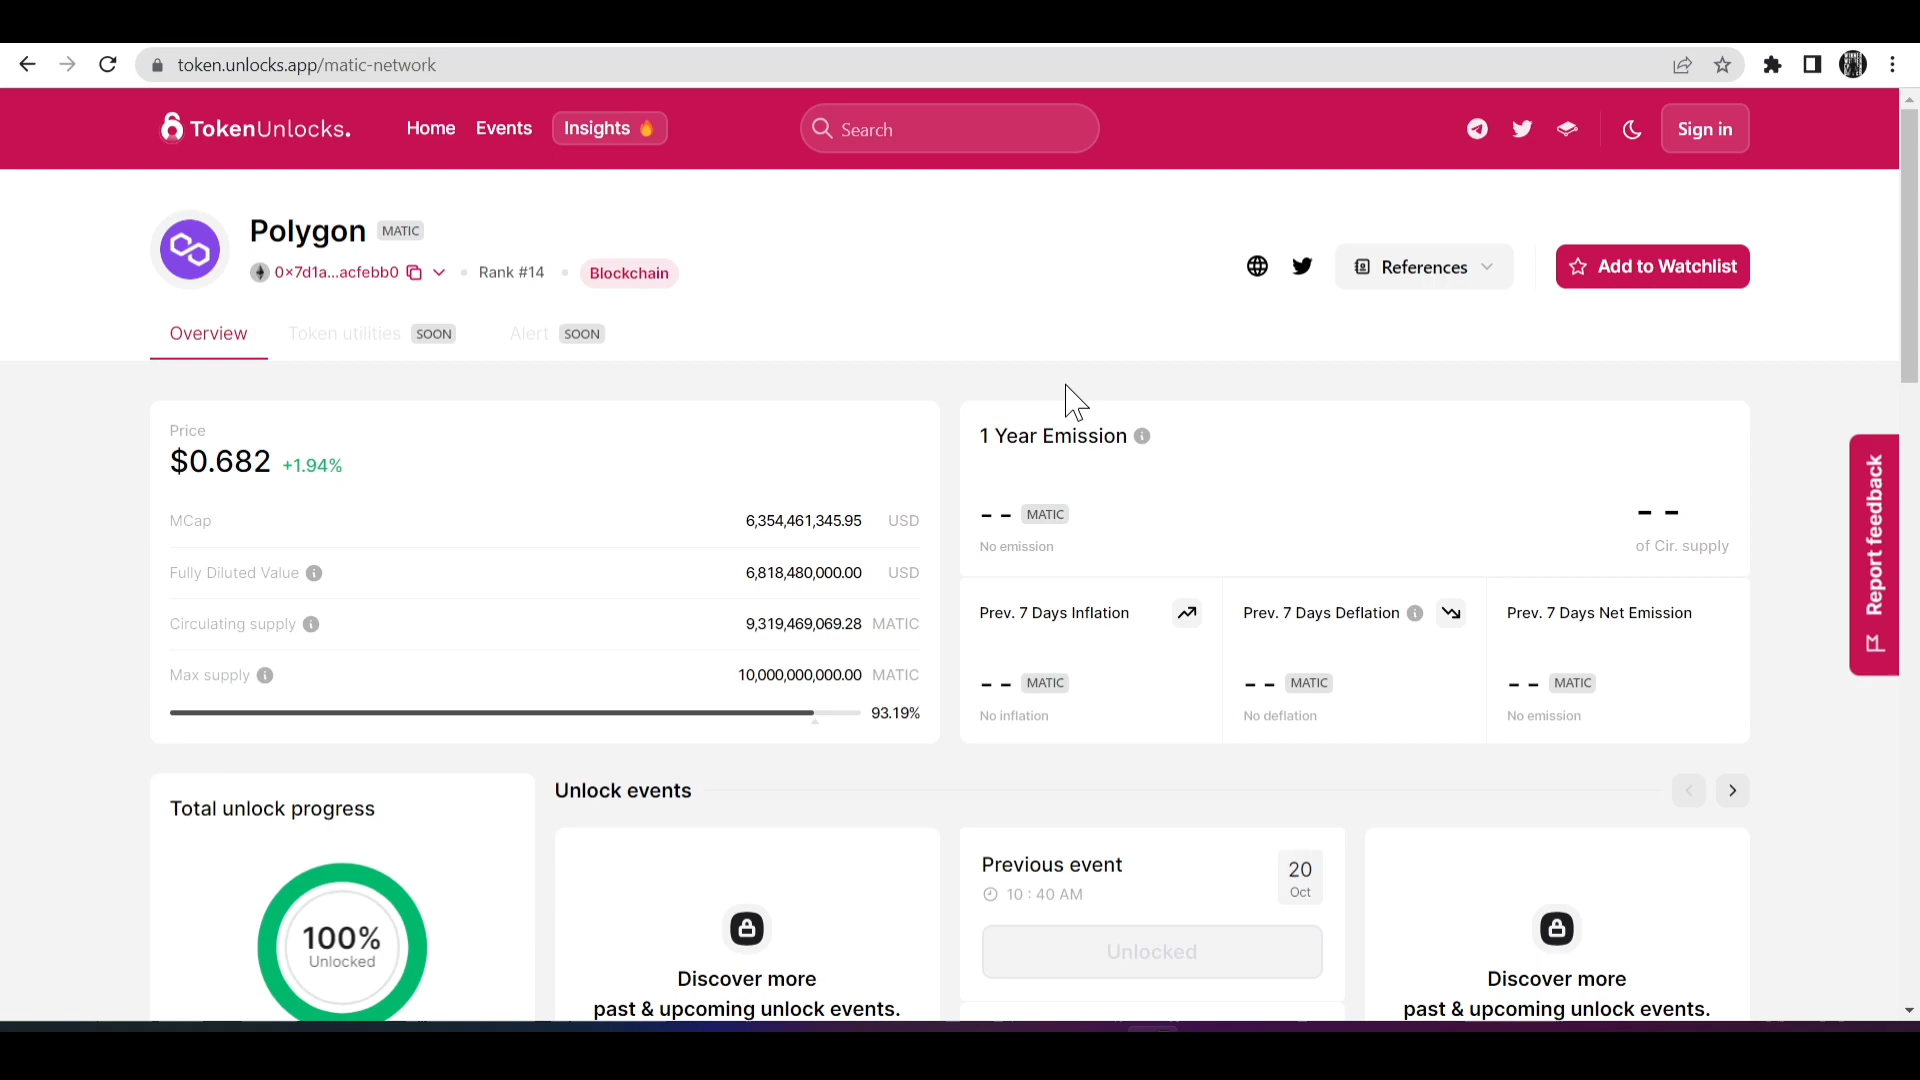 token.unlocks.app/matic-network
TokenUnlocks.
Home
Events
Insights
Search
Sign in
Polygon
MATIC
0×7d1a...acfebb0
Rank #14
Blockchain
References
Add to Watchlist
Overview
Token utilities
SOON
Alert
SOON
Price
$0.682 +1.94%
MCap
6,354,461,345.95 USD
Fully Diluted Value
6,818,480,000.00 USD
Circulating supply
9,319,469,069.28 MATIC
Max supply
10,000,000,000.00 MATIC
93.19%
1 Year Emission
- - MATIC
- -
No emission
of Cir. supply
Prev. 7 Days Inflation
- - MATIC
No inflation
Prev. 7 Days Deflation
- - MATIC
No deflation
Prev. 7 Days Net Emission
- - MATIC
No emission
Report feedback
Total unlock progress
100%
Unlocked
Unlock events
Discover more
past & upcoming unlock events.
Previous event
10 : 40 AM
20
Oct
Unlocked
Discover more
past & upcoming unlock events.